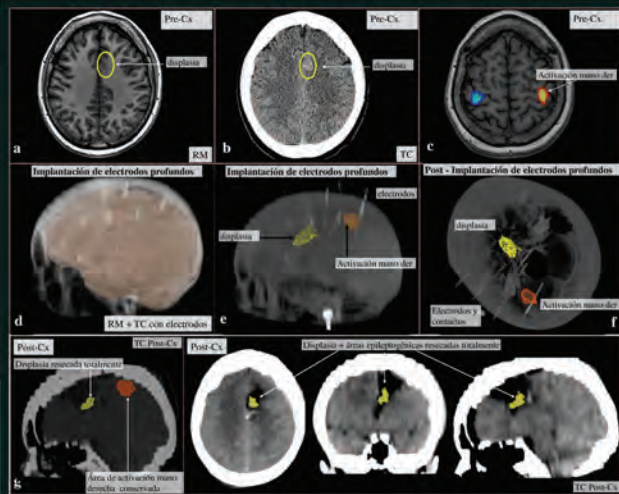 Pre-Cx
displasia
a
RM
Pre-Cx
displasia
b
TC
Pre-Cx
Activación mano der
c
Implantación de electrodos profundos
d
RM + TC con electrodos
Implantación de electrodos profundos
electrodos
displasia
Activación mano der
e
Post - Implantación de electrodos profundos
displasia
Electrodos y
contactos
Activación mano der
f
Post-Cx
TC Post-Cx
Displasia resecada totalmente
Área de activación mano
derecha conservada
g
Post-Cx
Displasia + áreas epileptogénicas resecadas totalmente
TC Post-Cx